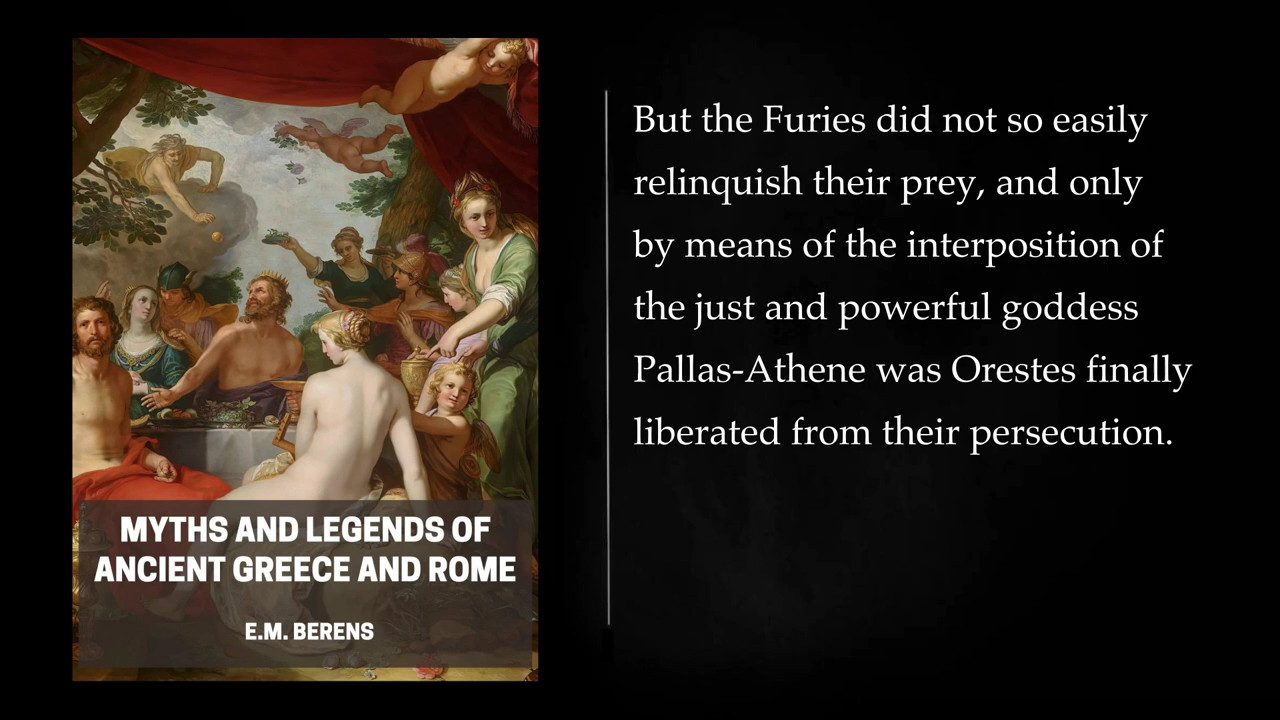 MYTHS AND LEGENDS OF
ANCIENT GREECE AND ROME
E.M. BERENS
But the Furies did not so easily
relinquish their prey, and only
by means of the interposition of
the just and powerful goddess
Pallas-Athene was Orestes finally
liberated from their persecution.